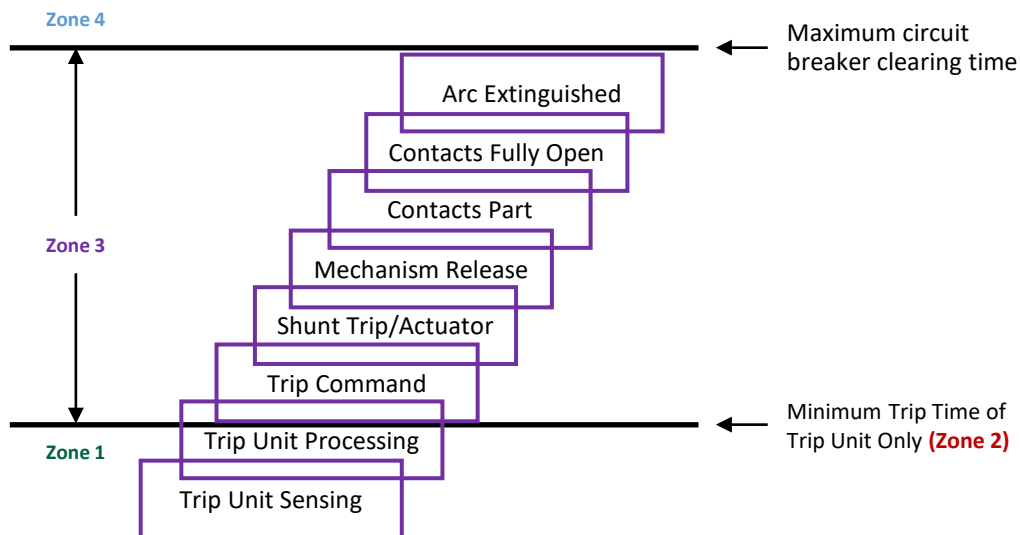 Zone 4
Maximum circuit
breaker clearing time
Arc Extinguished
Contacts Fully Open
Contacts Part
Zone 3
Mechanism Release
Shunt Trip/Actuator
Trip Command
Minimum Trip Time of
Trip Unit Only (Zone 2)
Trip Unit Processing
Zone 1
Trip Unit Sensing